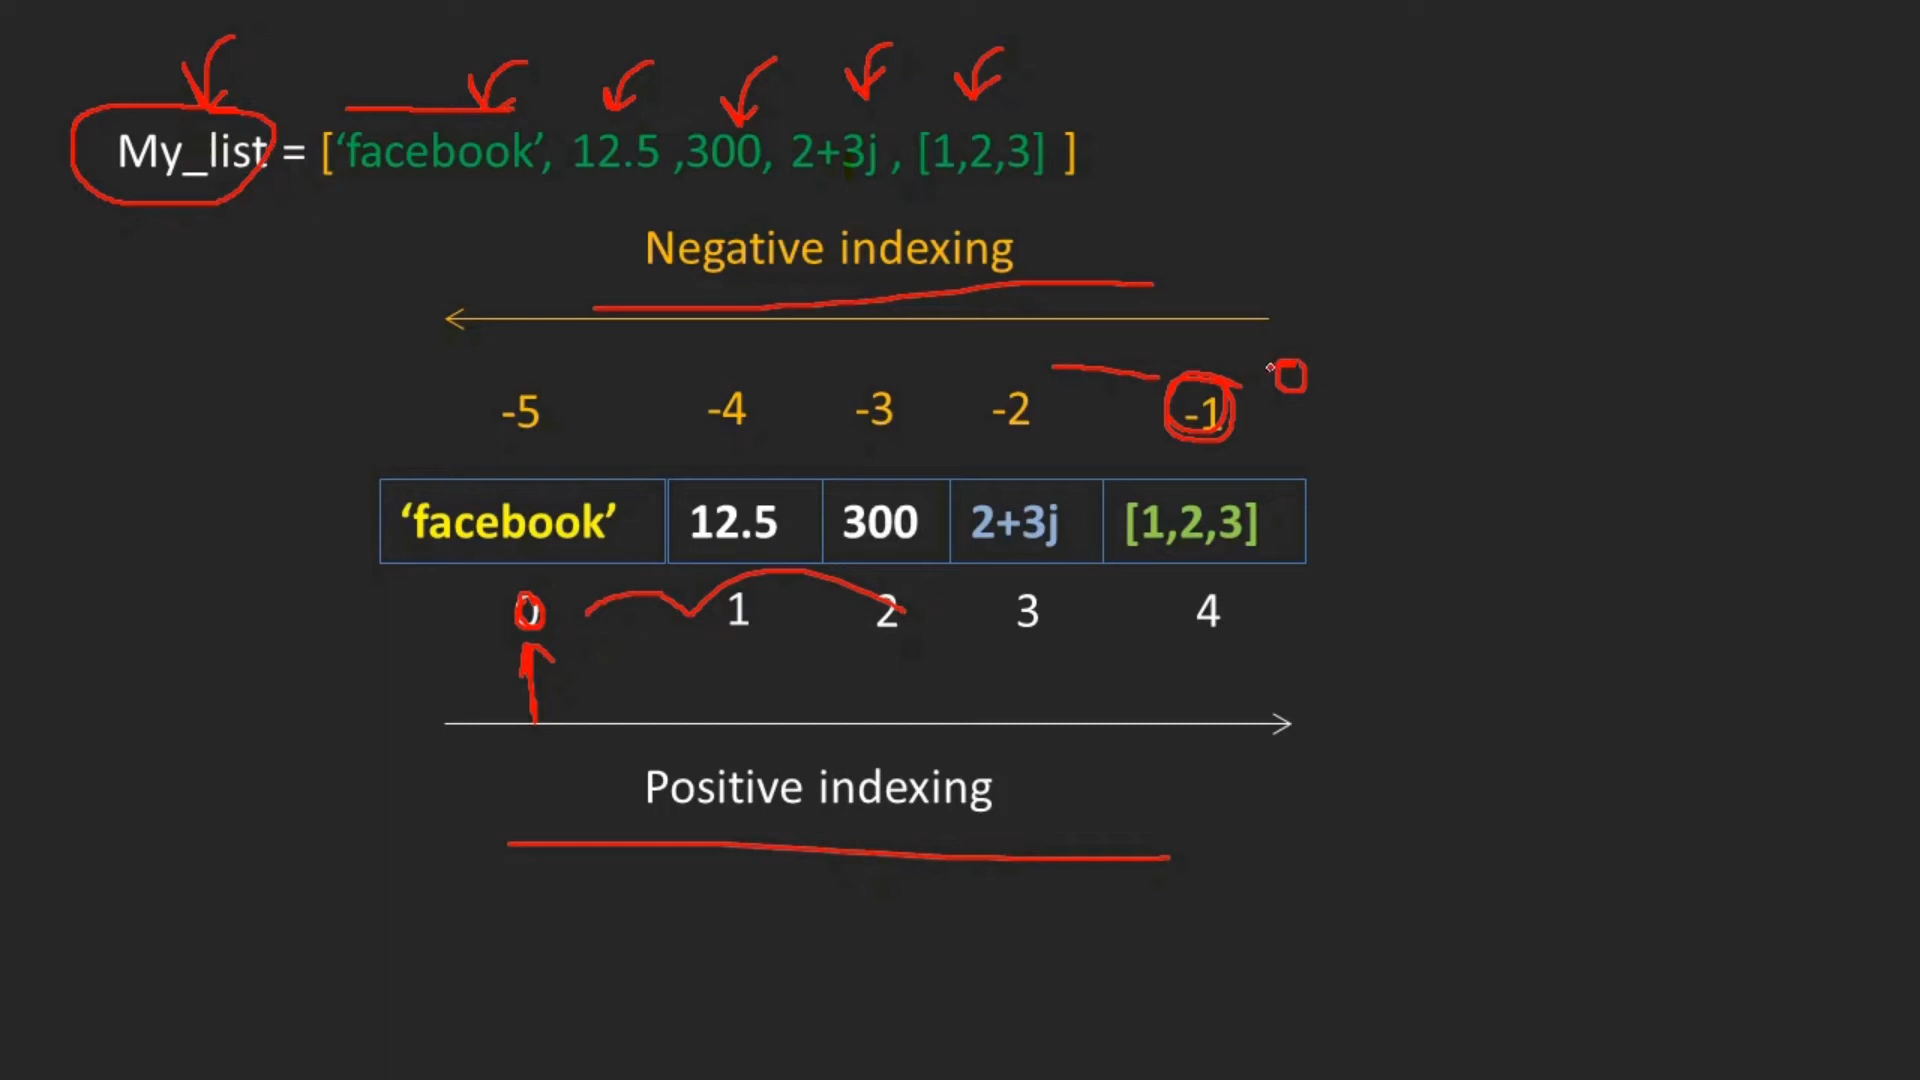 My_list = [‘facebook’, 12.5 ,300, 2+3j , [1,2,3] ]
Negative indexing
-5 -4 -3 -2 -1
‘facebook’ 12.5 300 2+3j [1,2,3]
0 1 2 3 4
Positive indexing